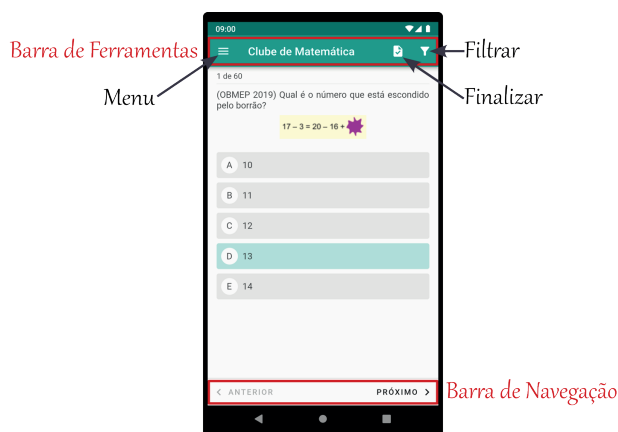 09:00
Barra de Ferramentas
Clube de Matemática
Filtrar
1 de 60
Menu
Finalizar
(OBMEP 2019) Qual é o número que está escondido
pelo borrão?
17 – 3 = 20 – 16 +
A 10
B 11
C 12
D 13
E 14
< ANTERIOR
PRÓXIMO >
Barra de Navegação